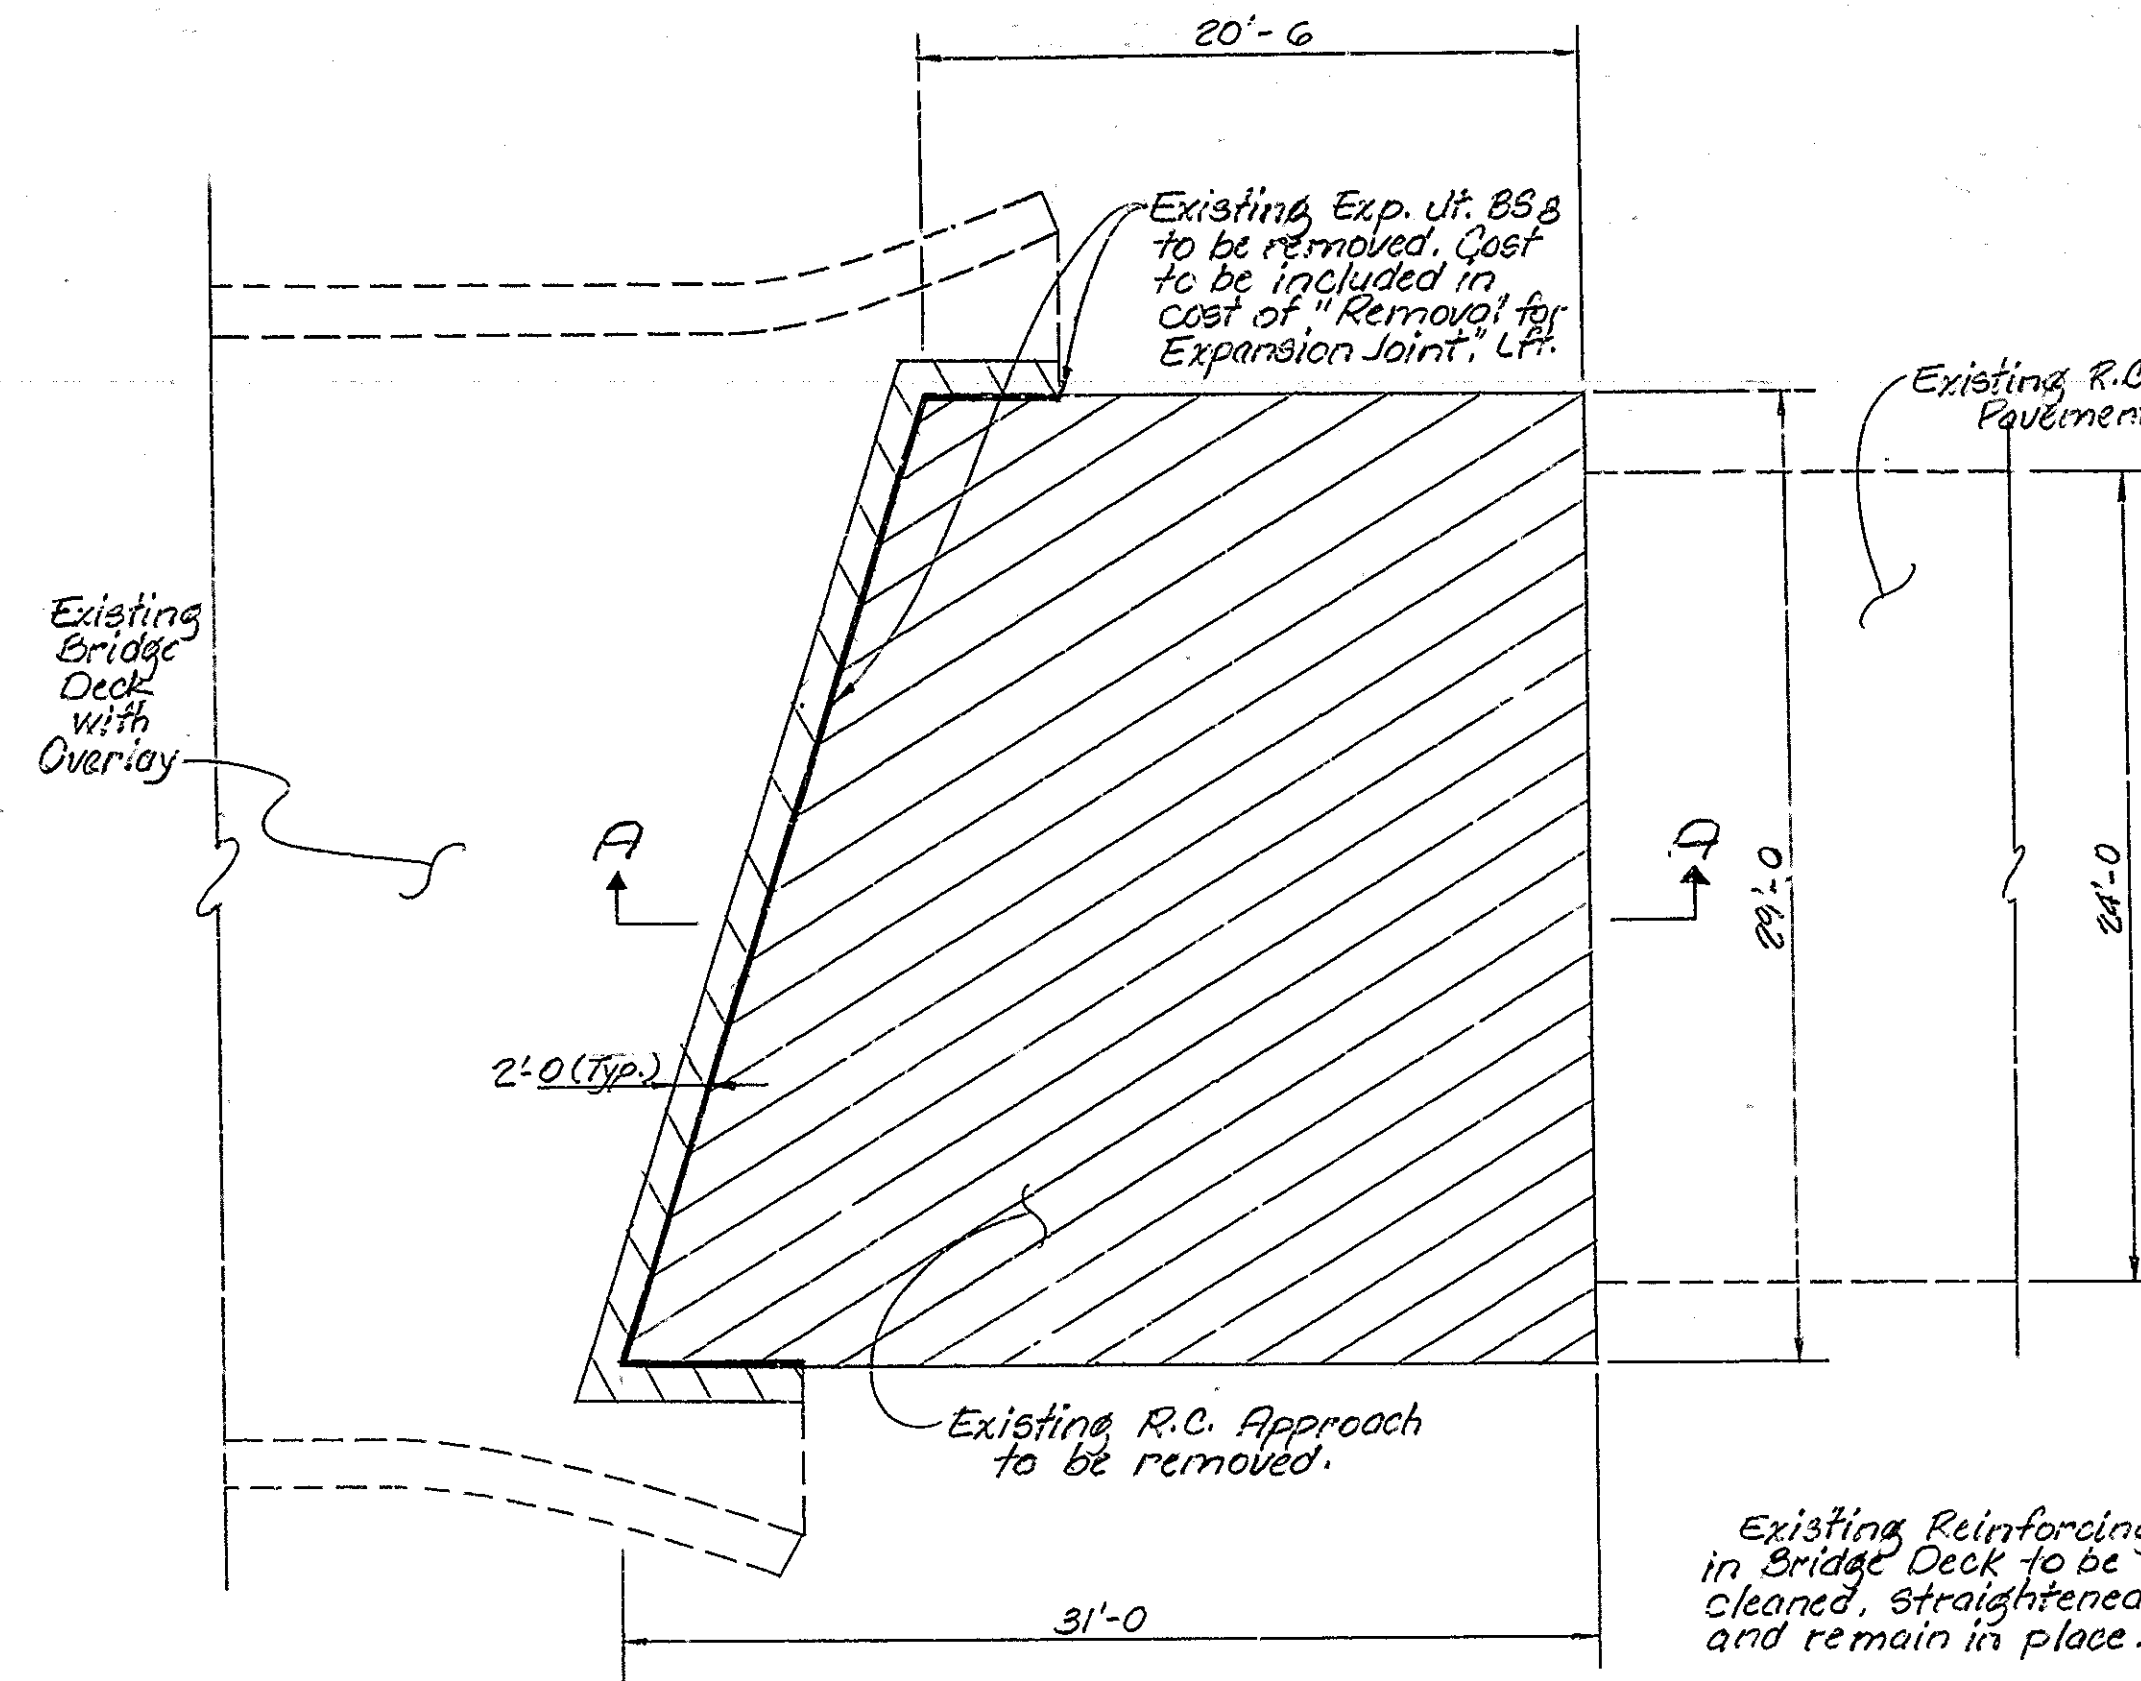 20'-6
Existing Exp. Jt. BS8
to be removed. Cost
to be included in
cost of "Removal for
Expansion Joint," Lft.
Existing R.C
Pavement
Existing
Bridge
Deck
with
Overlay
A
A
29'-0
24'-0
2'-0 (Typ.)
Existing R.C. Approach
to be removed.
Existing Reinforcing
in Bridge Deck to be
cleaned, straightened
and remain in place.
31'-0